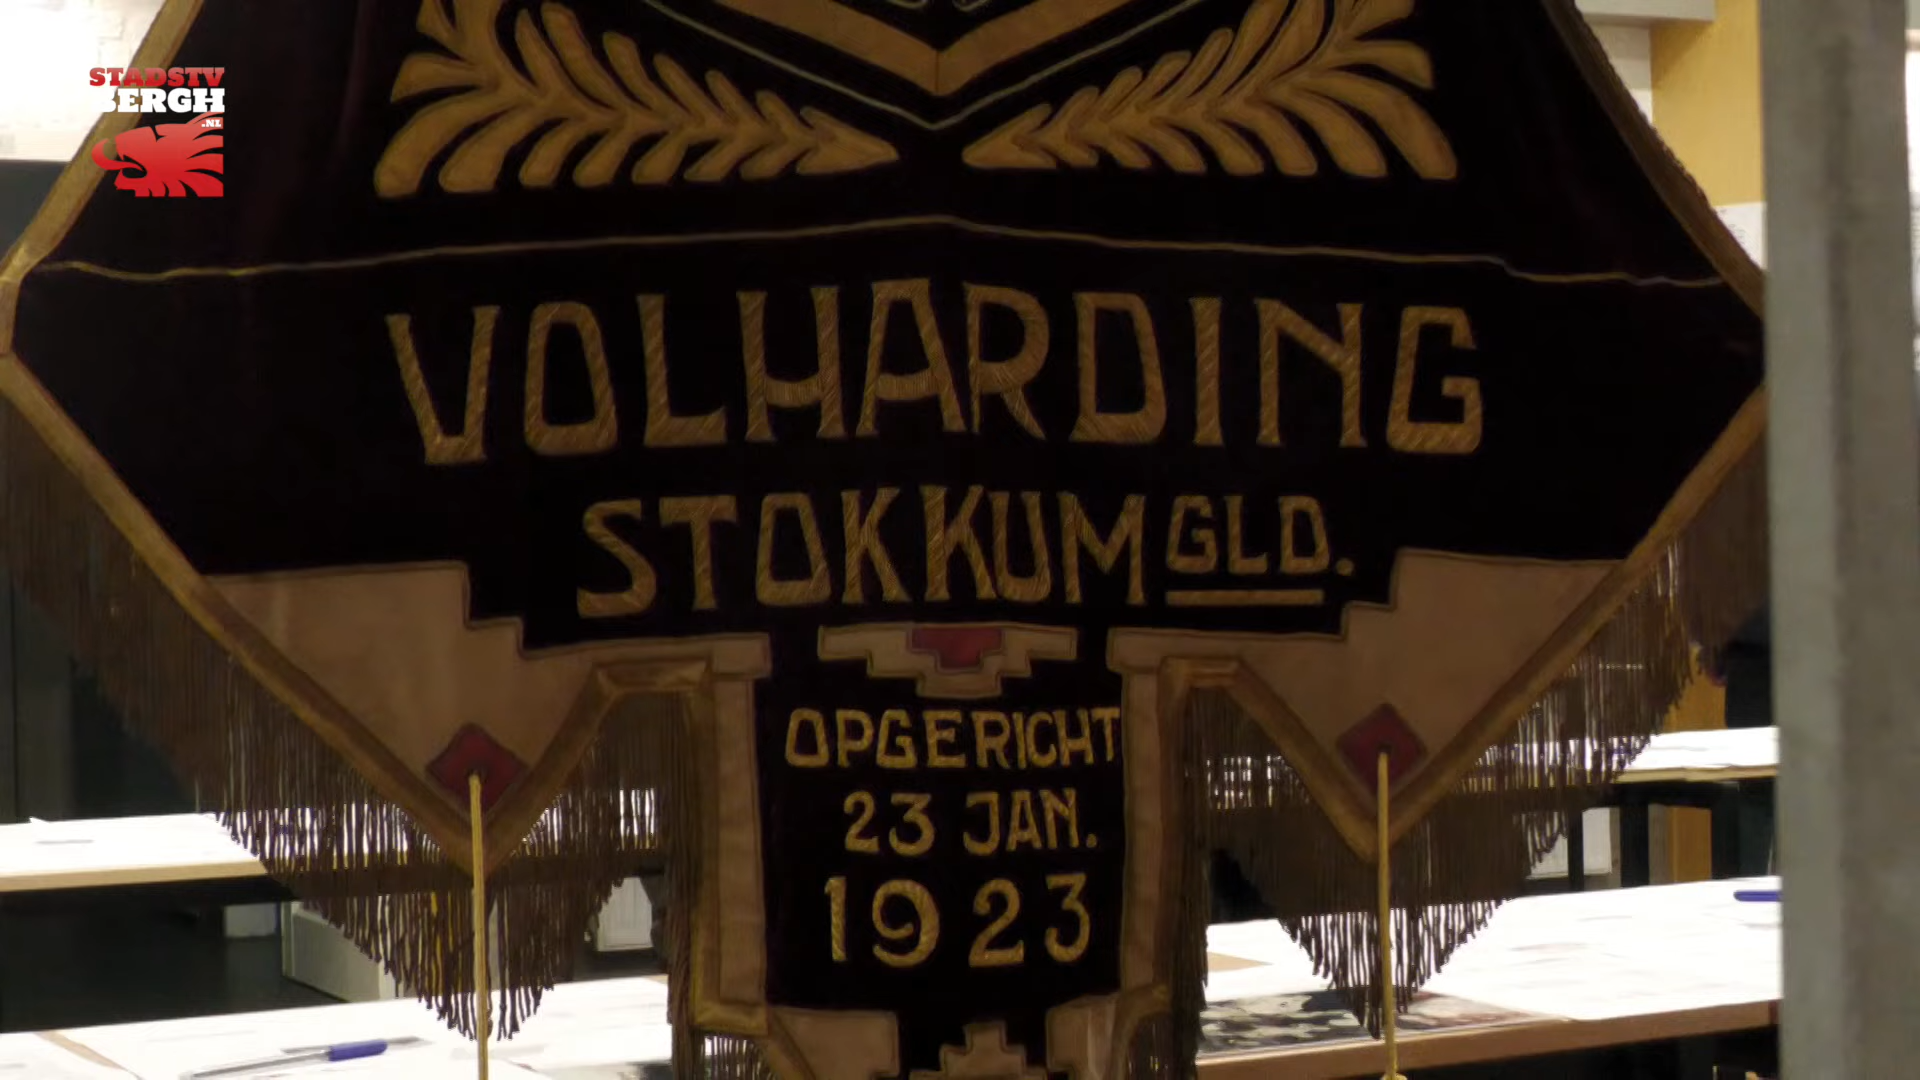 STADSTV
BERGH
.NL
VOLHARDING
STOKKUM GLD.
OPGERICHT
23 JAN.
1923